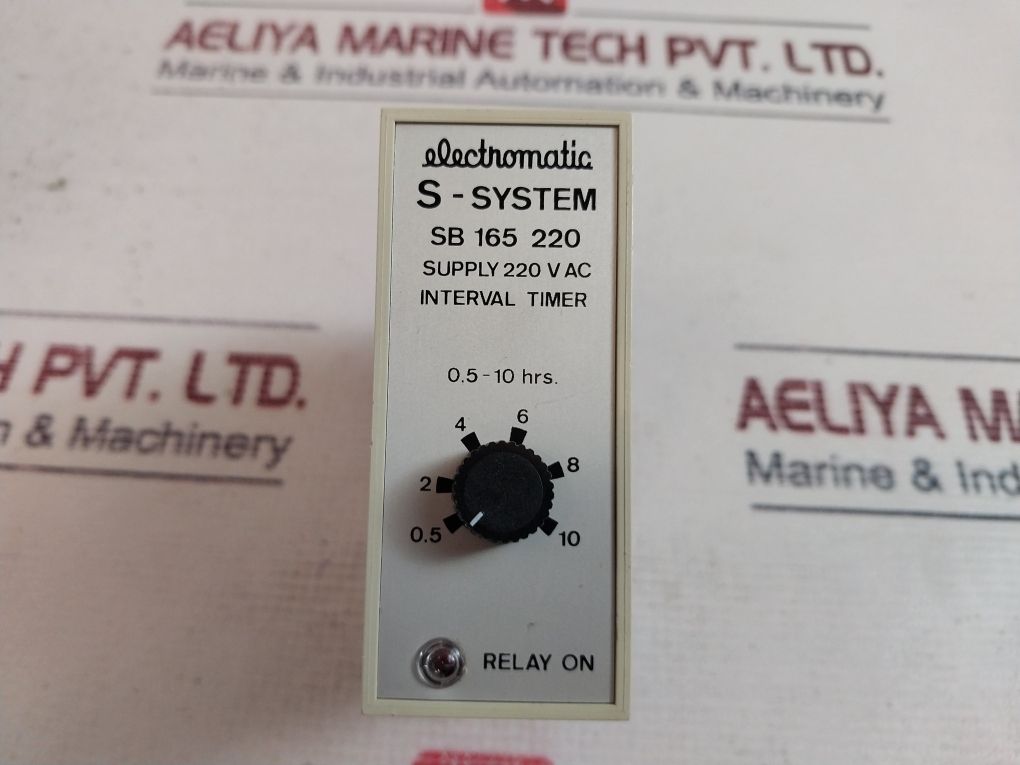 AELIYA MARINE TECH PVT. LTD.
Marine & Industrial Automation & Machinery
electromatic
S - SYSTEM
SB 165 220
SUPPLY 220 V AC
INTERVAL TIMER
0.5 - 10 hrs.
4
6
2
8
0.5
10
RELAY ON
PVT. LTD.
& Machinery
AELIYA
Marine &